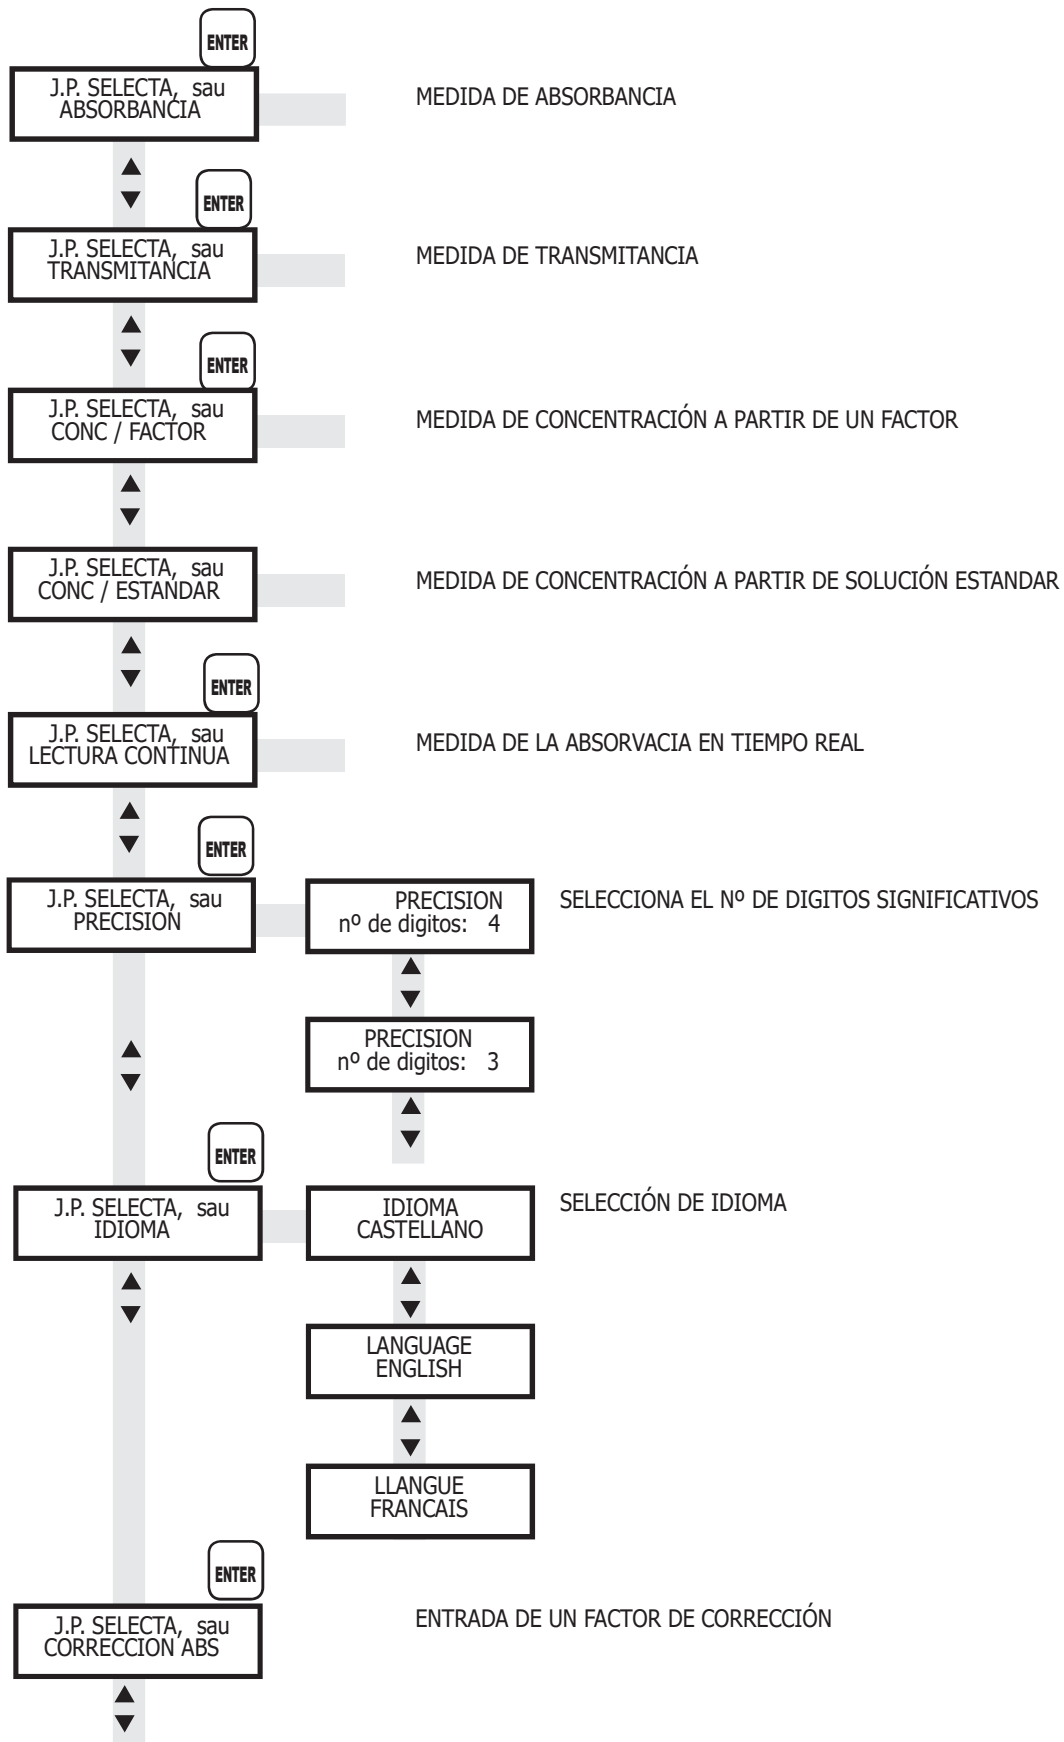 ENTER
J.P. SELECTA, sau
ABSORBANCIA
MEDIDA DE ABSORBANCIA
ENTER
J.P. SELECTA, sau
TRANSMITANCIA
MEDIDA DE TRANSMITANCIA
ENTER
J.P. SELECTA, sau
CONC / FACTOR
MEDIDA DE CONCENTRACIÓN A PARTIR DE UN FACTOR
J.P. SELECTA, sau
CONC / ESTANDAR
MEDIDA DE CONCENTRACIÓN A PARTIR DE SOLUCIÓN ESTANDAR
ENTER
J.P. SELECTA, sau
LECTURA CONTINUA
MEDIDA DE LA ABSORVACIA EN TIEMPO REAL
ENTER
J.P. SELECTA, sau
PRECISION
PRECISION
nº de digitos: 4
SELECCIONA EL Nº DE DIGITOS SIGNIFICATIVOS
PRECISION
nº de digitos: 3
ENTER
J.P. SELECTA, sau
IDIOMA
IDIOMA
CASTELLANO
SELECCIÓN DE IDIOMA
LANGUAGE
ENGLISH
LLANGUE
FRANCAIS
ENTER
J.P. SELECTA, sau
CORRECCION ABS
ENTRADA DE UN FACTOR DE CORRECCIÓN